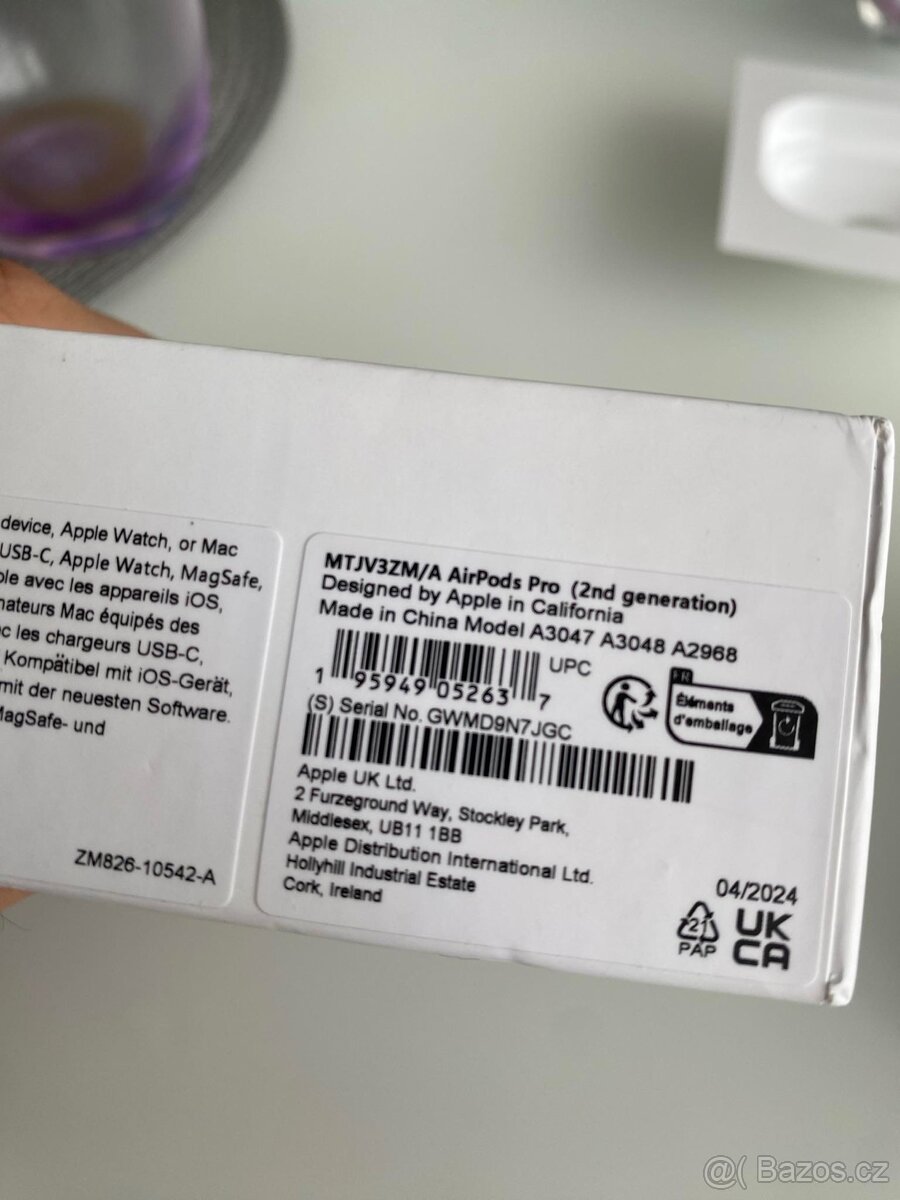 device, Apple Watch, or Mac
USB-C, Apple Watch, MagSafe,
ble avec les appareils iOS,
nateurs Mac équipés des
c les chargeurs USB-C,
Kompätibel mit iOS-Gerät,
mit der neuesten Software.
MagSafe- und
ZM826-10542-A
MTJV3ZM/A AirPods Pro (2nd generation)
Designed by Apple in California
Made in China Model A3047 A3048 A2968
UPC
1 95949 05263 7
(S) Serial No. GWMD9N7JGC
FR
Éléments
d'emballage
Apple UK Ltd.
2 Furzeground Way, Stockley Park,
Middlesex, UB11 1BB
Apple Distribution International Ltd.
Hollyhill Industrial Estate
Cork, Ireland
04/2024
21
PAP
UK
CA
@( Bazos.cz